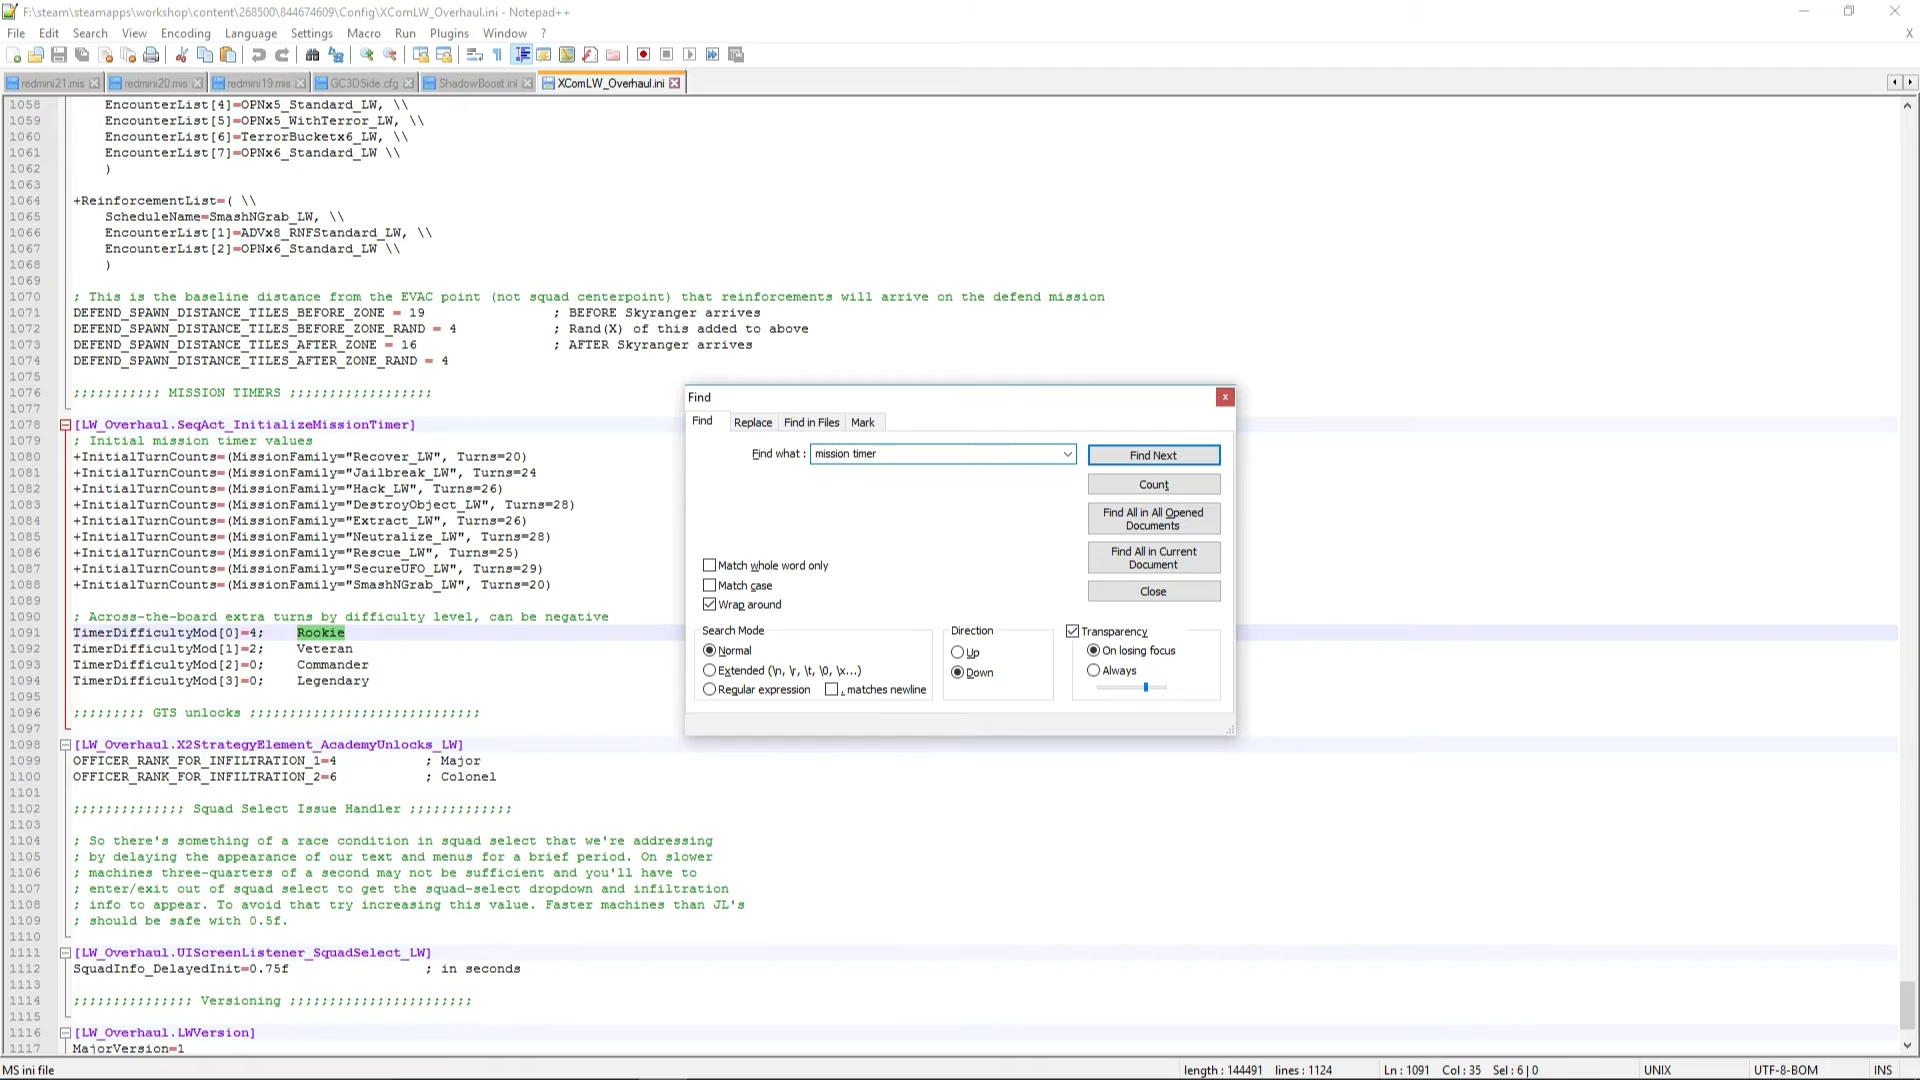 F:\steam\steamapps\workshop\content\268500\844674609\Config\XComLW_Overhaul.ini - Notepad++
File Edit Search View Encoding Language Settings Macro Run Plugins Window ? X
redmini21.mis redmini20.mis redmini19.mis GC3DSide.cfg ShadowBoost.ini XComLW_Overhaul.ini
1058 EncounterList[4]=OPNx5_Standard_LW, \\
1059 EncounterList[5]=OPNx5_WithTerror_LW, \\
1060 EncounterList[6]=TerrorBucketx6_LW, \\
1061 EncounterList[7]=OPNx6_Standard_LW \\
1062 )
1063
1064 +ReinforcementList=( \\
1065 ScheduleName=SmashNGrab_LW, \\
1066 EncounterList[1]=ADVx8_RNFStandard_LW, \\
1067 EncounterList[2]=OPNx6_Standard_LW \\
1068 )
1069
1070 ; This is the baseline distance from the EVAC point (not squad centerpoint) that reinforcements will arrive on the defend mission
1071 DEFEND_SPAWN_DISTANCE_TILES_BEFORE_ZONE = 19 ; BEFORE Skyranger arrives
1072 DEFEND_SPAWN_DISTANCE_TILES_BEFORE_ZONE_RAND = 4 ; Rand(X) of this added to above
1073 DEFEND_SPAWN_DISTANCE_TILES_AFTER_ZONE = 16 ; AFTER Skyranger arrives
1074 DEFEND_SPAWN_DISTANCE_TILES_AFTER_ZONE_RAND = 4
1075
1076 ;;;;;;;;;;; MISSION TIMERS ;;;;;;;;;;;;;;;;;;
1077
1078 [LW_Overhaul.SeqAct_InitializeMissionTimer]
1079 ; Initial mission timer values
1080 +InitialTurnCounts=(MissionFamily="Recover_LW", Turns=20)
1081 +InitialTurnCounts=(MissionFamily="Jailbreak_LW", Turns=24
1082 +InitialTurnCounts=(MissionFamily="Hack_LW", Turns=26)
1083 +InitialTurnCounts=(MissionFamily="DestroyObject_LW", Turns=28)
1084 +InitialTurnCounts=(MissionFamily="Extract_LW", Turns=26)
1085 +InitialTurnCounts=(MissionFamily="Neutralize_LW", Turns=28)
1086 +InitialTurnCounts=(MissionFamily="Rescue_LW", Turns=25)
1087 +InitialTurnCounts=(MissionFamily="SecureUFO_LW", Turns=29)
1088 +InitialTurnCounts=(MissionFamily="SmashNGrab_LW", Turns=20)
1089
1090 ; Across-the-board extra turns by difficulty level, can be negative
1091 TimerDifficultyMod[0]=4; Rookie
1092 TimerDifficultyMod[1]=2; Veteran
1093 TimerDifficultyMod[2]=0; Commander
1094 TimerDifficultyMod[3]=0; Legendary
1095
1096 ;;;;;;;;; GTS unlocks ;;;;;;;;;;;;;;;;;;;;;;;;;;;;;
1097
1098 [LW_Overhaul.X2StrategyElement_AcademyUnlocks_LW]
1099 OFFICER_RANK_FOR_INFILTRATION_1=4 ; Major
1100 OFFICER_RANK_FOR_INFILTRATION_2=6 ; Colonel
1101
1102 ;;;;;;;;;;;;;; Squad Select Issue Handler ;;;;;;;;;;;;;
1103
1104 ; So there's something of a race condition in squad select that we're addressing
1105 ; by delaying the appearance of our text and menus for a brief period. On slower
1106 ; machines three-quarters of a second may not be sufficient and you'll have to
1107 ; enter/exit out of squad select to get the squad-select dropdown and infiltration
1108 ; info to appear. To avoid that try increasing this value. Faster machines than JL's
1109 ; should be safe with 0.5f.
1110
1111 [LW_Overhaul.UIScreenListener_SquadSelect_LW]
1112 SquadInfo_DelayedInit=0.75f ; in seconds
1113
1114 ;;;;;;;;;;;;;;; Versioning ;;;;;;;;;;;;;;;;;;;;;;;
1115
1116 [LW_Overhaul.LWVersion]
1117 MajorVersion=1
Find x
Find Replace Find in Files Mark
Find what : mission timer
Find Next
Count
Find All in All Opened
Documents
Find All in Current
Document
Close
Match whole word only
Match case
Wrap around
Search Mode
Normal
Extended (\n, \r, \t, \0, \x...)
Regular expression . matches newline
Direction
Up
Down
Transparency
On losing focus
Always
MS ini file length : 144491 lines : 1124 Ln : 1091 Col : 35 Sel : 6 | 0 UNIX UTF-8-BOM INS